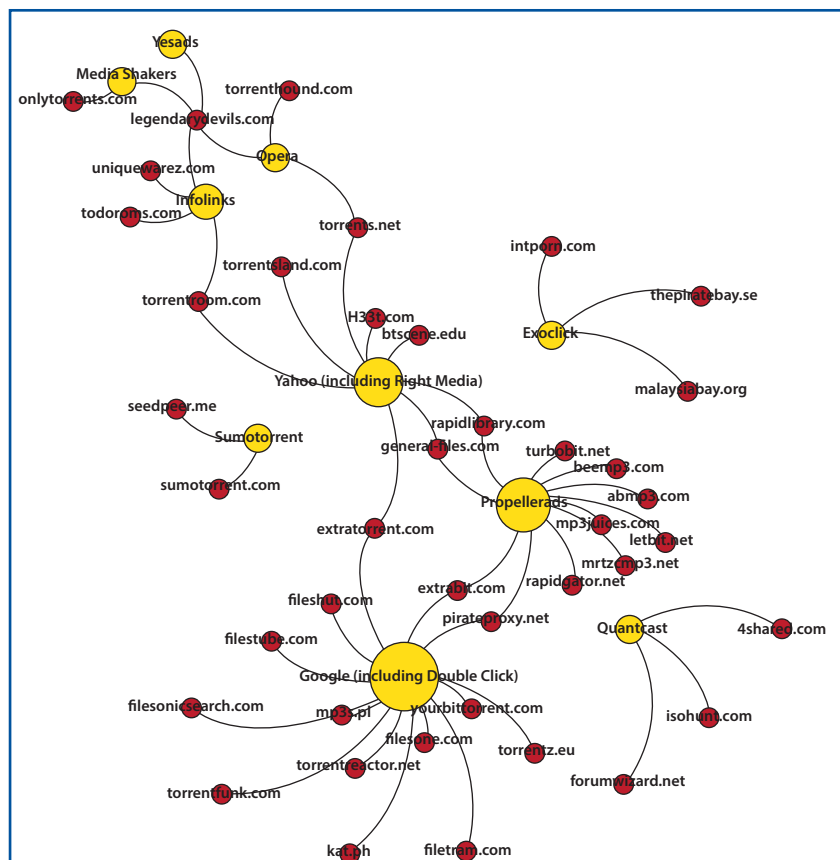 Yesads
Media Shakers
onlytorrents.com
torrenthound.com
legendarydevils.com
Opera
uniquewarez.com
Infolinks
todoroms.com
torrents.net
intporn.com
torrentsland.com
torrentroom.com
thepiratebay.se
H33t.com
btscene.edu
Exoclick
Yahoo (including Right Media)
malaysiabay.org
seedpeer.me
rapidlibrary.com
Sumotorrent
general-files.com
turbobit.net
beemp3.com
sumotorrent.com
Propellerads
abmp3.com
extratorrent.com
mp3juices.com
letbit.net
mrtzcmp3.net
extrabit.com
rapidgator.net
fileshut.com
pirateproxy.net
filestube.com
Quantcast
4shared.com
Google (including Double Click)
filesonicsearch.com
mp3s.pl
yourbittorrent.com
isohunt.com
filesone.com
torrentz.eu
torrentreactor.net
forumwizard.net
torrentfunk.com
kat.ph
filetram.com